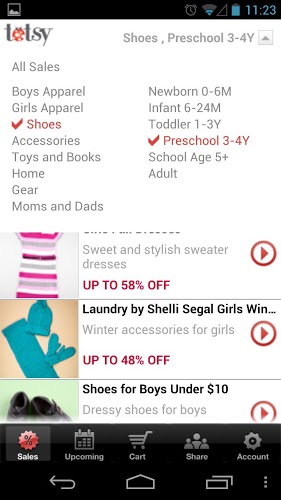 11:23
totsy
Shoes , Preschool 3-4Y
All Sales
Boys Apparel
Girls Apparel
Shoes
Accessories
Toys and Books
Home
Gear
Moms and Dads
Newborn 0-6M
Infant 6-24M
Toddler 1-3Y
Preschool 3-4Y
School Age 5+
Adult
Dresses
Sweet and stylish sweater
dresses
UP TO 58% OFF
Laundry by Shelli Segal Girls Win…
Winter accessories for girls
UP TO 48% OFF
Shoes for Boys Under $10
Dressy shoes for boys
%
Sales
Upcoming
Cart
Share
Account